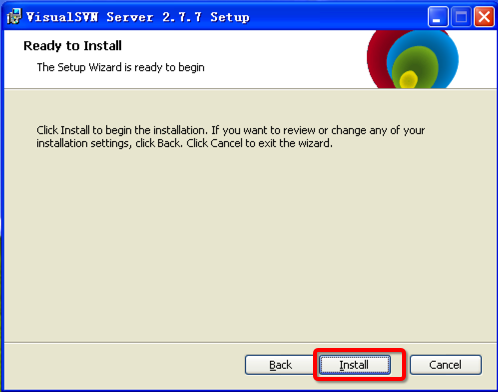 VisualSVN Server 2.7.7 Setup
Ready to Install
The Setup Wizard is ready to begin
Click Install to begin the installation. If you want to review or change any of your
installation settings, click Back. Click Cancel to exit the wizard.
Back Install Cancel